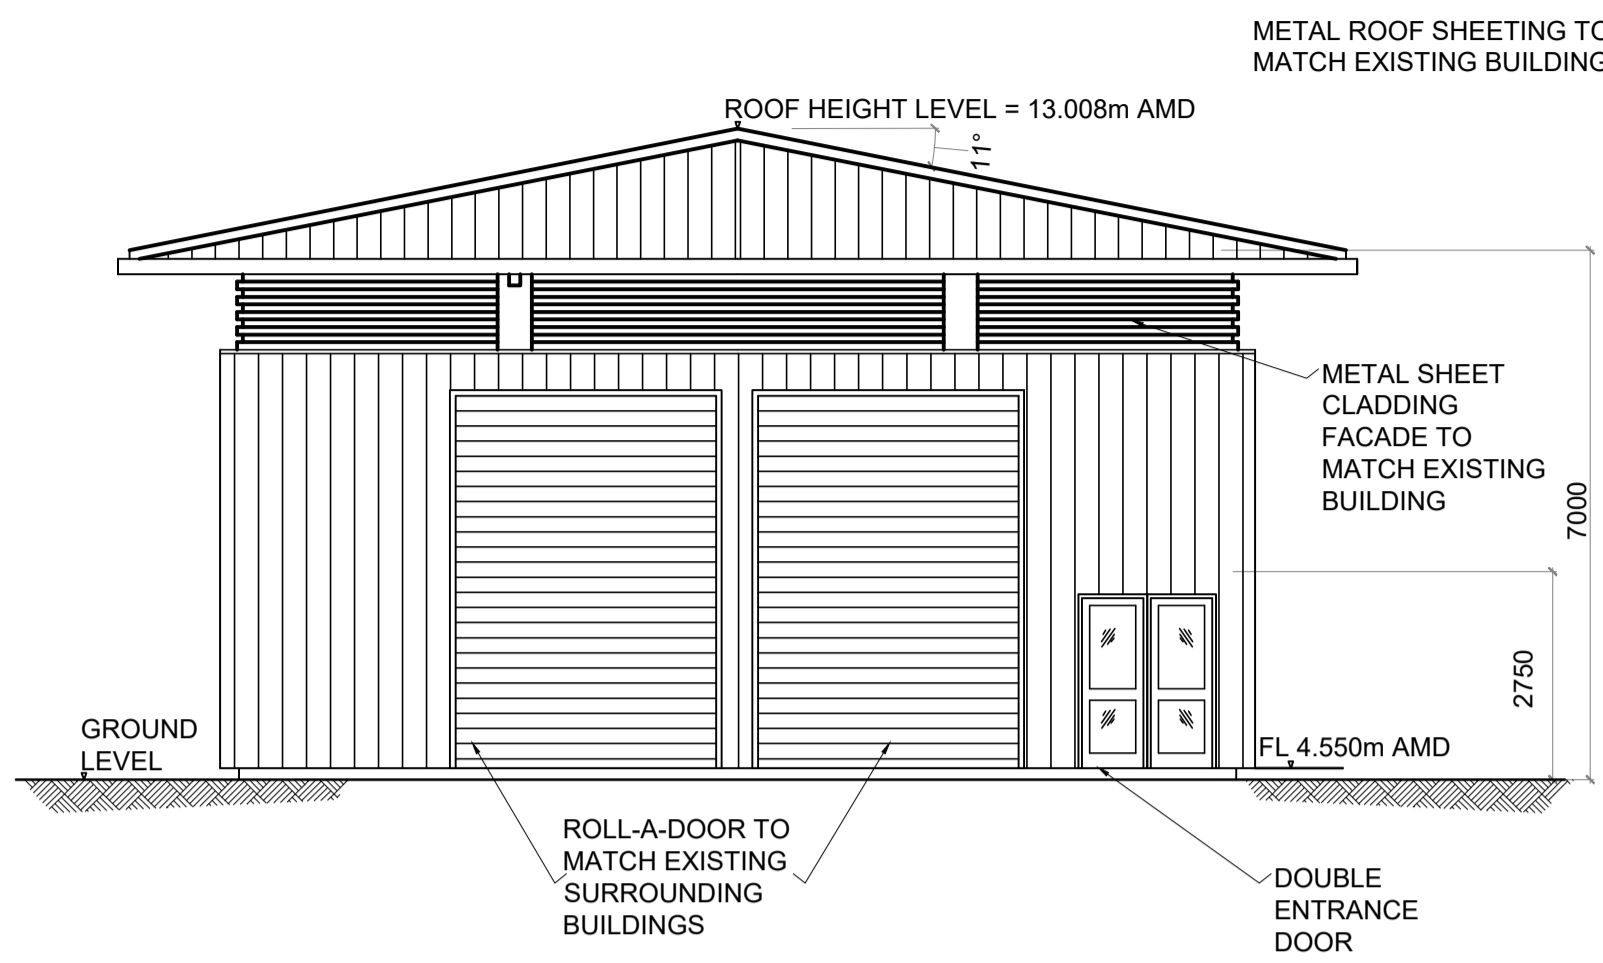 METAL ROOF SHEETING TO
MATCH EXISTING BUILDING
ROOF HEIGHT LEVEL = 13.008m AMD
11°
METAL SHEET
CLADDING
FACADE TO
MATCH EXISTING
BUILDING
7000
2750
GROUND
LEVEL
FL 4.550m AMD
ROLL-A-DOOR TO
MATCH EXISTING
SURROUNDING
BUILDINGS
DOUBLE
ENTRANCE
DOOR